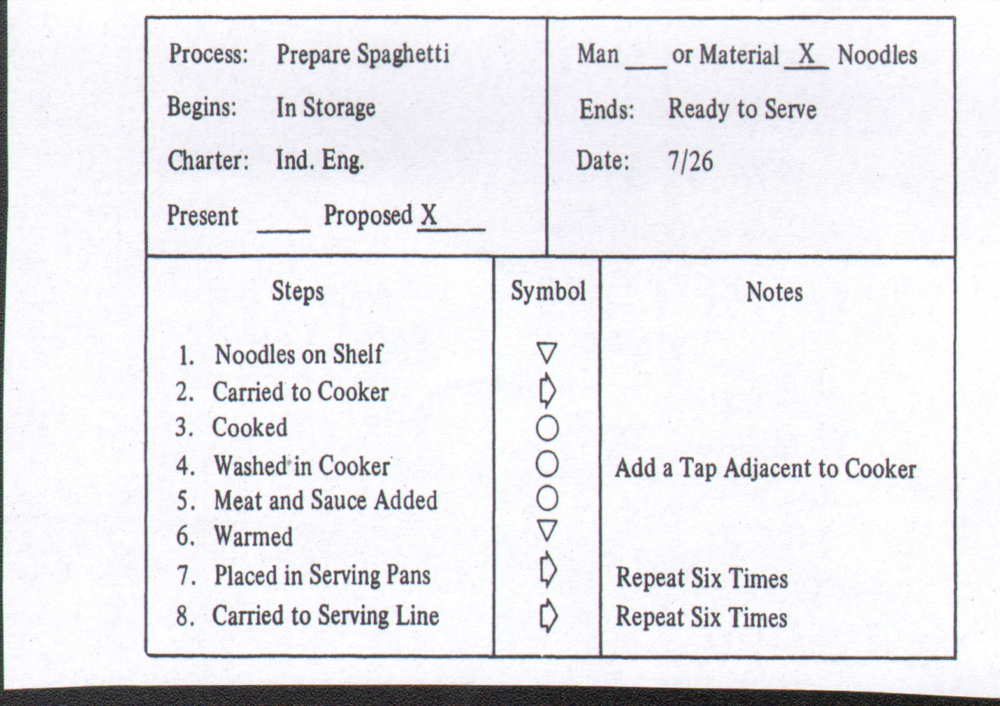 Process: Prepare Spaghetti
Man ___ or Material X Noodles
Begins: In Storage
Ends: Ready to Serve
Charter: Ind. Eng.
Date: 7/26
Present ____ Proposed X
Steps Symbol Notes
1. Noodles on Shelf
2. Carried to Cooker
3. Cooked
4. Washed in Cooker Add a Tap Adjacent to Cooker
5. Meat and Sauce Added
6. Warmed
7. Placed in Serving Pans Repeat Six Times
8. Carried to Serving Line Repeat Six Times